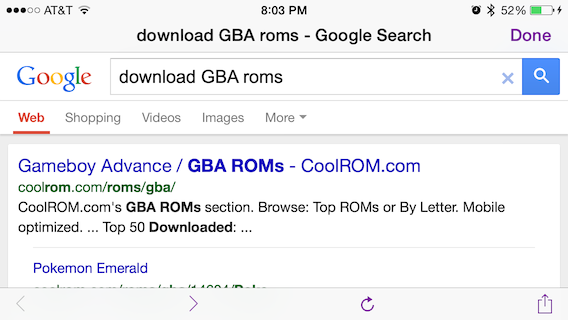 AT&T 8:03 PM 52%
download GBA roms - Google Search Done
Google download GBA roms
Web Shopping Videos Images More
Gameboy Advance / GBA ROMs - CoolROM.com
coolrom.com/roms/gba/
CoolROM.com's GBA ROMs section. Browse: Top ROMs or By Letter. Mobile
optimized. ... Top 50 Downloaded: ...
Pokemon Emerald